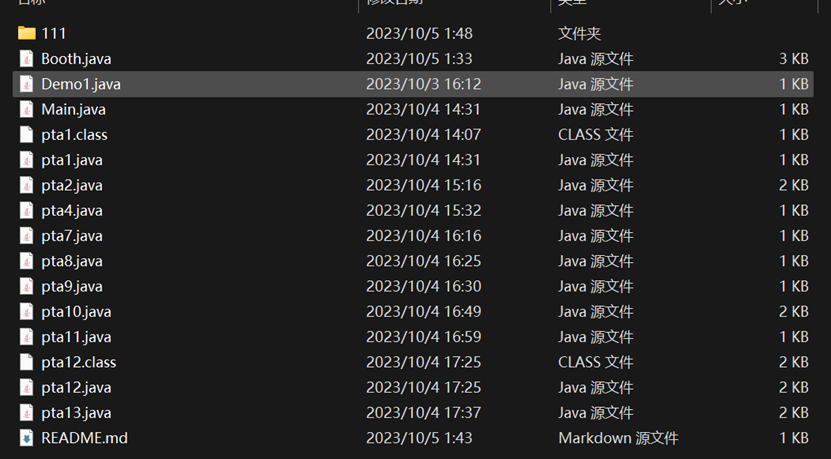 名称 修改日期 类型 大小
111 2023/10/5 1:48 文件夹
Booth.java 2023/10/5 1:33 Java 源文件 3 KB
Demo1.java 2023/10/3 16:12 Java 源文件 1 KB
Main.java 2023/10/4 14:31 Java 源文件 1 KB
pta1.class 2023/10/4 14:07 CLASS 文件 1 KB
pta1.java 2023/10/4 14:31 Java 源文件 1 KB
pta2.java 2023/10/4 15:16 Java 源文件 2 KB
pta4.java 2023/10/4 15:32 Java 源文件 1 KB
pta7.java 2023/10/4 16:16 Java 源文件 1 KB
pta8.java 2023/10/4 16:25 Java 源文件 1 KB
pta9.java 2023/10/4 16:30 Java 源文件 1 KB
pta10.java 2023/10/4 16:49 Java 源文件 2 KB
pta11.java 2023/10/4 16:59 Java 源文件 1 KB
pta12.class 2023/10/4 17:25 CLASS 文件 2 KB
pta12.java 2023/10/4 17:25 Java 源文件 2 KB
pta13.java 2023/10/4 17:37 Java 源文件 2 KB
README.md 2023/10/5 1:43 Markdown 源文件 1 KB